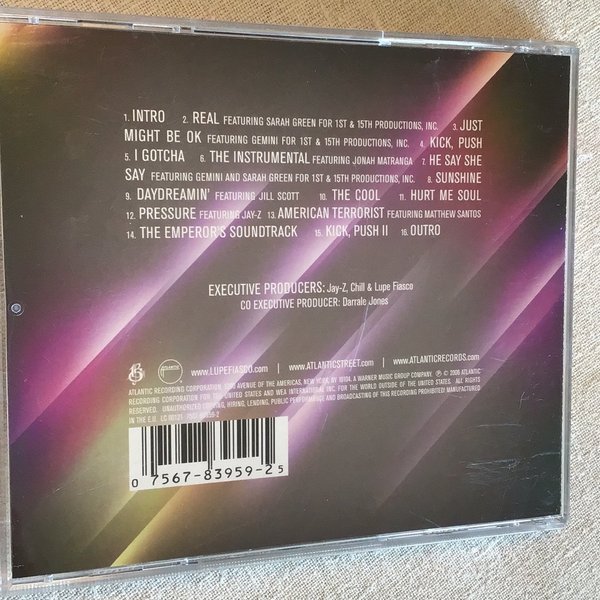 1. INTRO 2. REAL FEATURING SARAH GREEN FOR 1ST & 15TH PRODUCTIONS, INC. 3. JUST
MIGHT BE OK FEATURING GEMINI FOR 1ST & 15TH PRODUCTIONS, INC. 4. KICK, PUSH
5. I GOTCHA 6. THE INSTRUMENTAL FEATURING JONAH MATRANGA 7. HE SAY SHE
SAY FEATURING GEMINI AND SARAH GREEN FOR 1ST & 15TH PRODUCTIONS, INC. 8. SUNSHINE
9. DAYDREAMIN' FEATURING JILL SCOTT 10. THE COOL 11. HURT ME SOUL
12. PRESSURE FEATURING JAY-Z 13. AMERICAN TERRORIST FEATURING MATTHEW SANTOS
14. THE EMPEROR'S SOUNDTRACK 15. KICK, PUSH II 16. OUTRO
EXECUTIVE PRODUCERS: Jay-Z, Chill & Lupe Fiasco
CO EXECUTIVE PRODUCER: Darrale Jones
www.LUPEFIASCO.com | www.ATLANTICSTREET.com | www.ATLANTICRECORDS.com
ATLANTIC RECORDING CORPORATION, 1290 AVENUE OF THE AMERICAS, NEW YORK, NY 10104. A WARNER MUSIC GROUP COMPANY. ℗ © 2006 ATLANTIC
RECORDING CORPORATION FOR THE UNITED STATES AND WEA INTERNATIONAL INC. FOR THE WORLD OUTSIDE OF THE UNITED STATES. ALL RIGHTS
RESERVED. UNAUTHORIZED COPYING, HIRING, LENDING, PUBLIC PERFORMANCE AND BROADCASTING OF THIS RECORDING PROHIBITED! MANUFACTURED
IN THE E.U. LC 00121 7567-83959-2
0 7567-83959-2 5